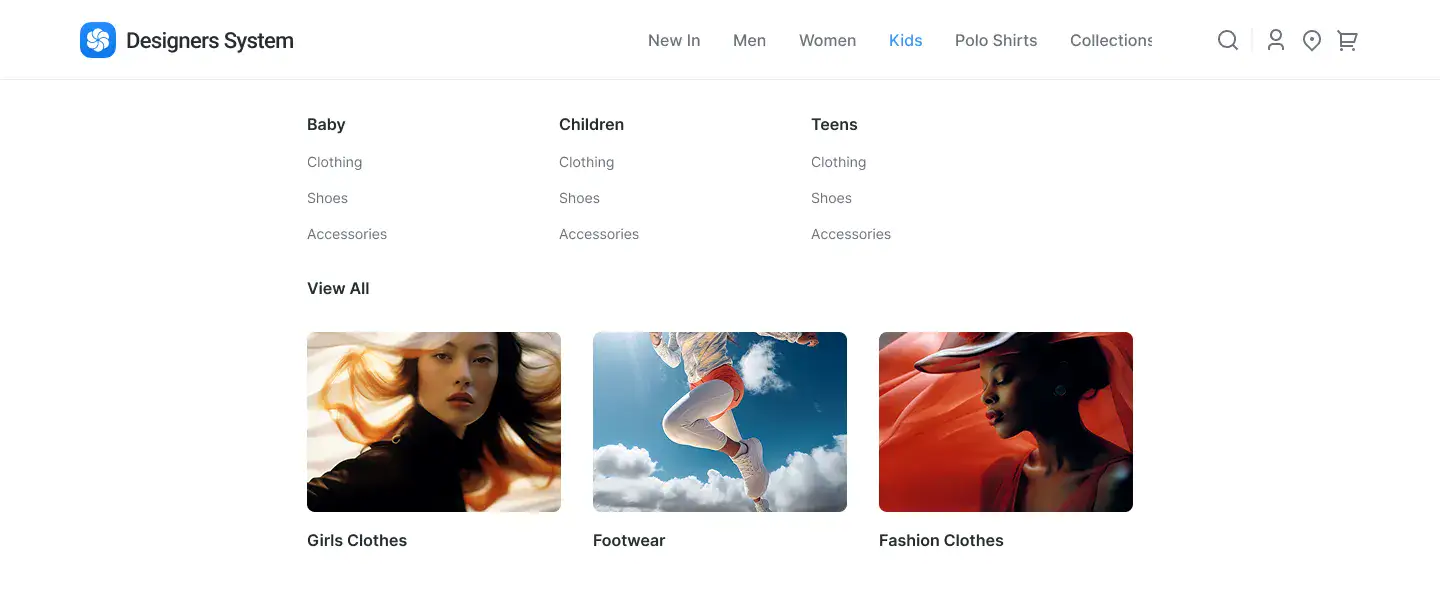 Designers System
New In Men Women Kids Polo Shirts Collections
Baby Children Teens
Clothing Clothing Clothing
Shoes Shoes Shoes
Accessories Accessories Accessories
View All
Girls Clothes Footwear Fashion Clothes